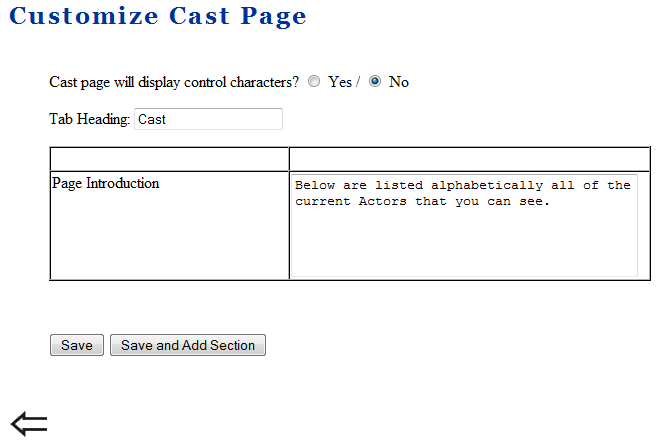 Customize Cast Page
Cast page will display control characters? Yes / No
Tab Heading: Cast
Page Introduction
Below are listed alphabetically all of the
current Actors that you can see.
Save Save and Add Section